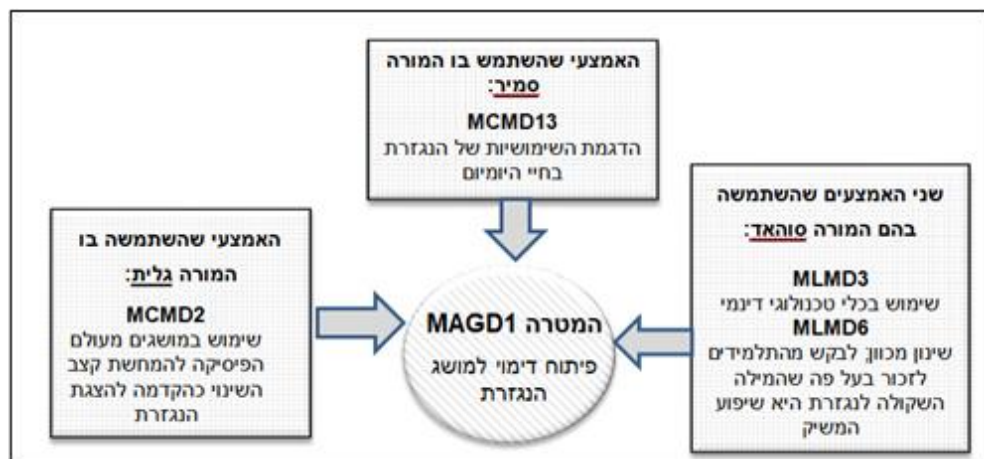 האמצעי שהשתמש בו המורה
סמיר:
MCMD13
הדגמת השימושיות של הנגזרת
בחיי היומיום
שני האמצעים שהשתמשה
בהם המורה סוהאד:
MLMD3
שימוש בכלי טכנולוגי דינמי
MLMD6
שינון מכוון: לבקש מהתלמידים
לזכור בעל פה שהמילה
השקולה לנגזרת היא שיפוע
המשיק
האמצעי שהשתמשה בו
המורה גלית:
MCMD2
שימוש במושגים מעולם
הפיסיקה להמחשת קצב
השינוי כהקדמה להצגת
הנגזרת
המטרה MAGD1
פיתוח דימוי למושג
הנגזרת